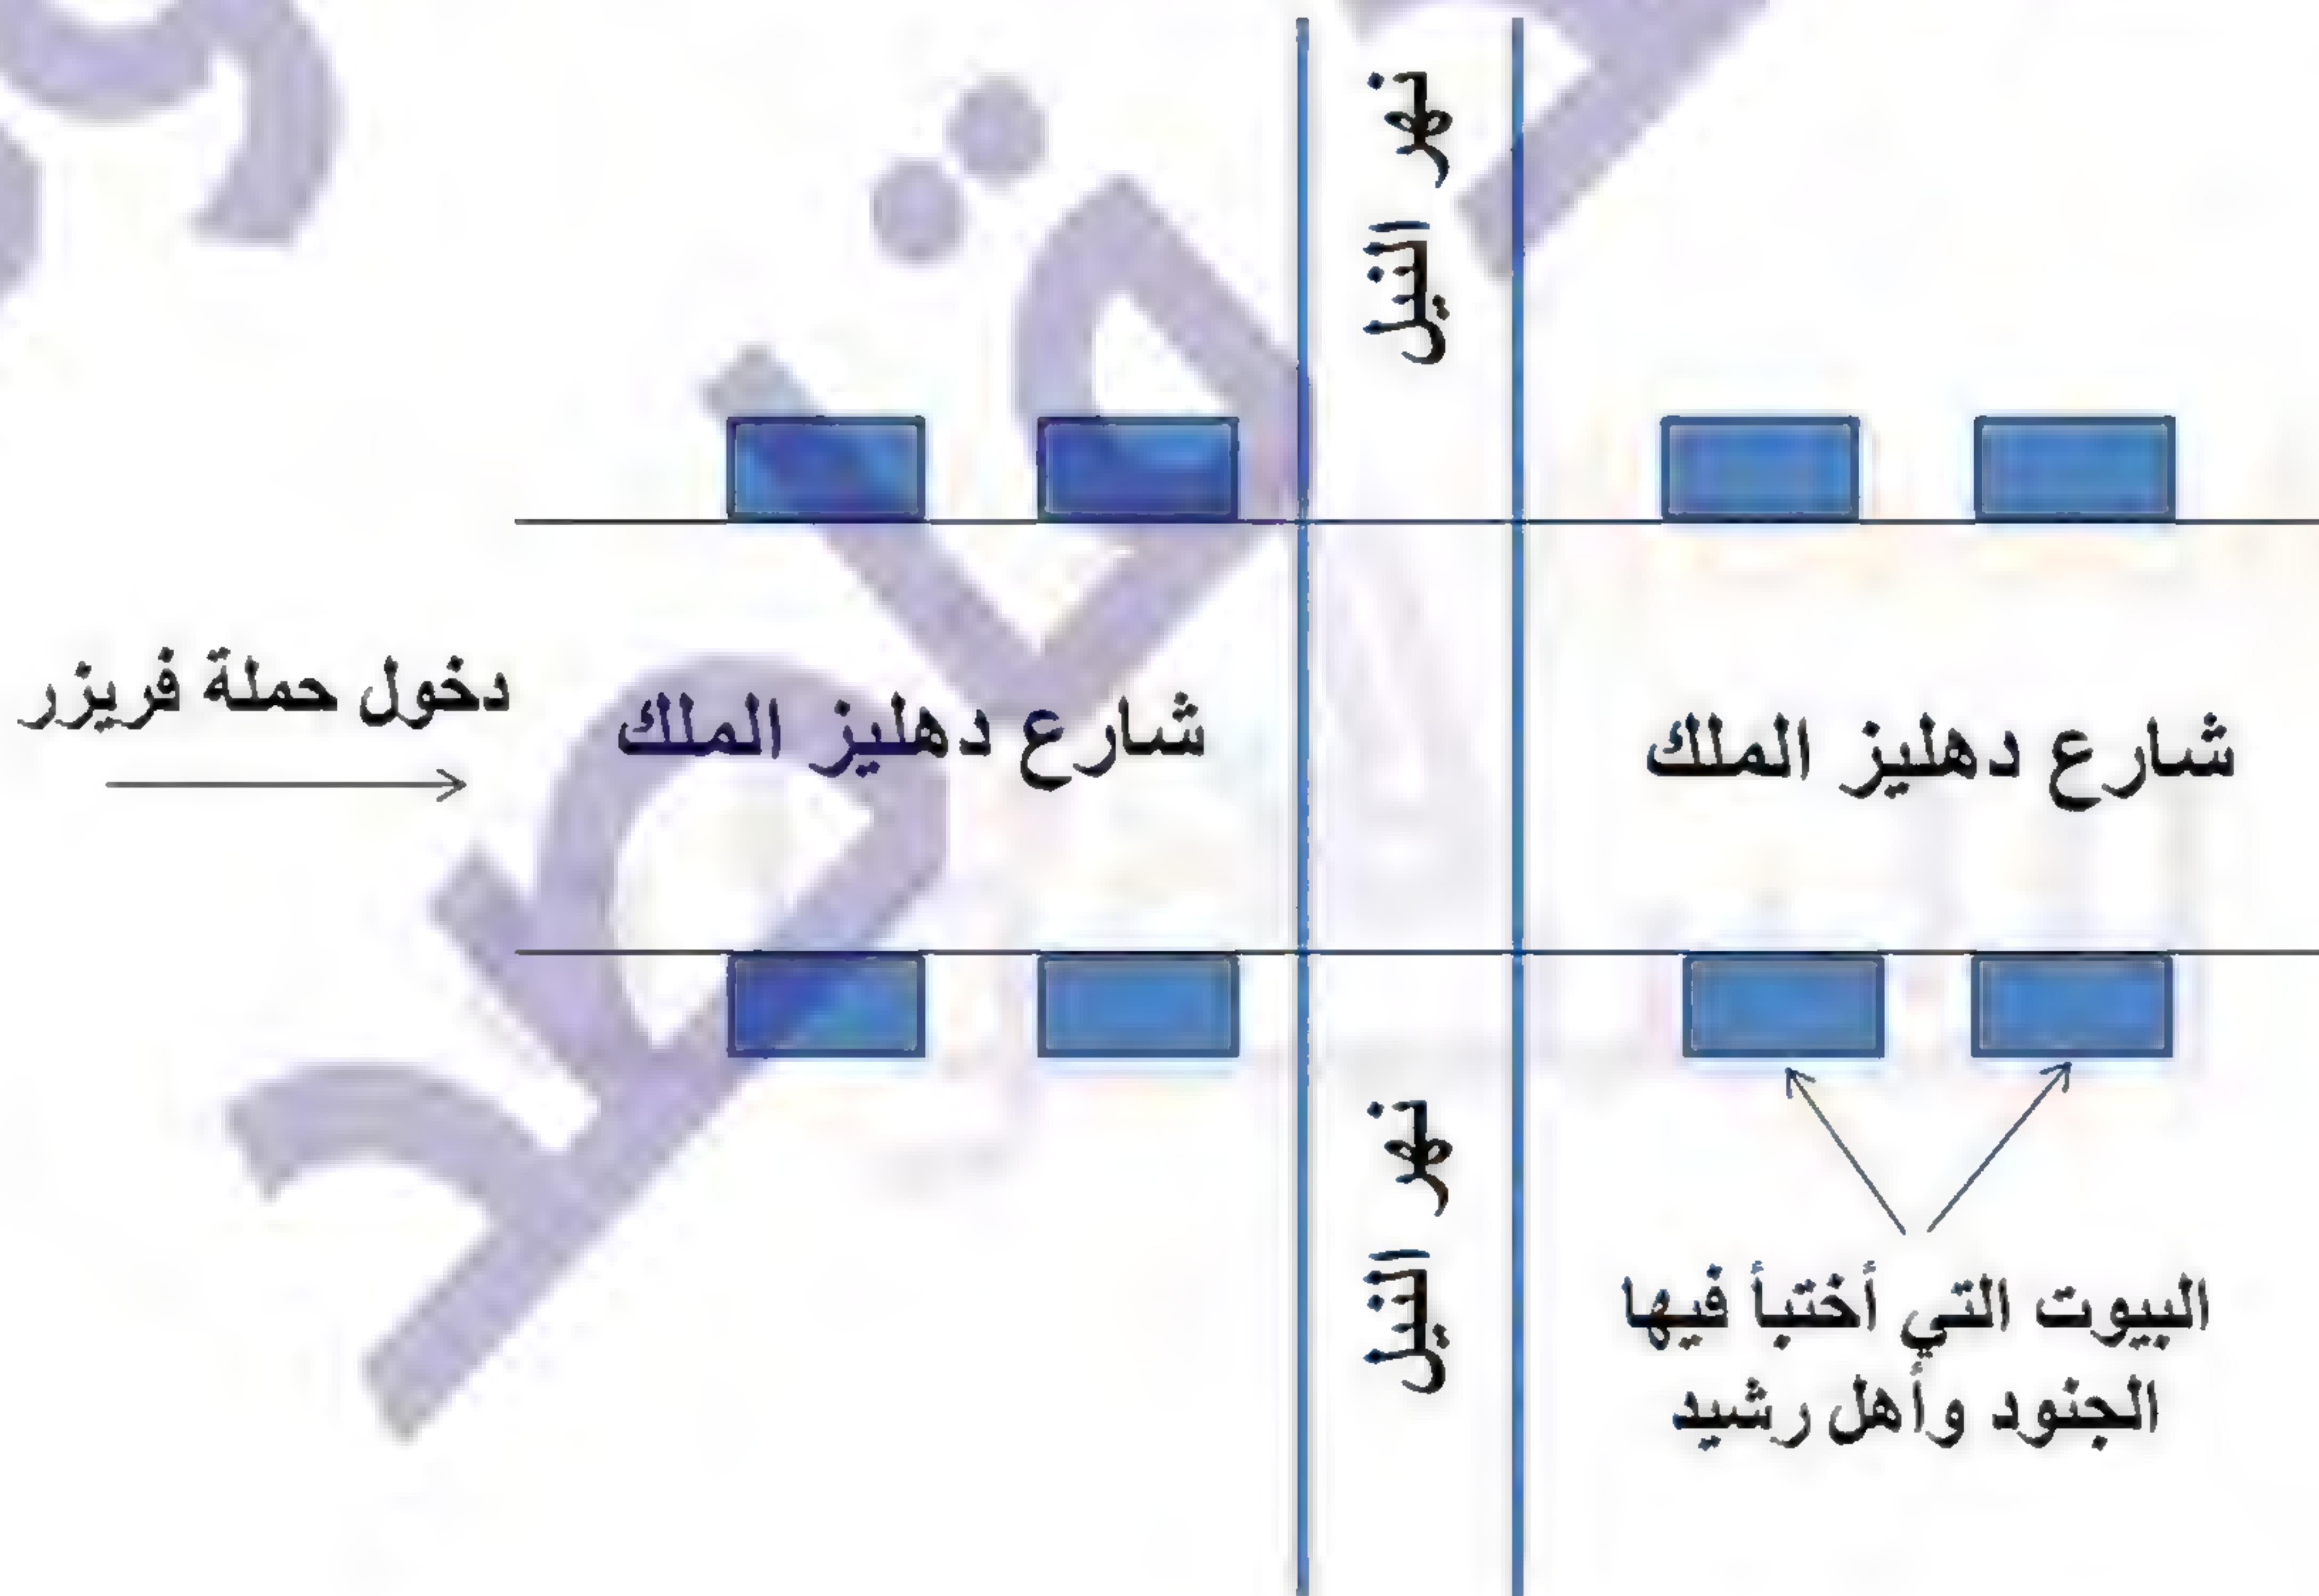 نهر النيل
دخول حملة فريزر
شارع دهليز الملك
شارع دهليز الملك
نهر النيل
البيوت التي أختبأ فيها
الجنود وأهل رشيد